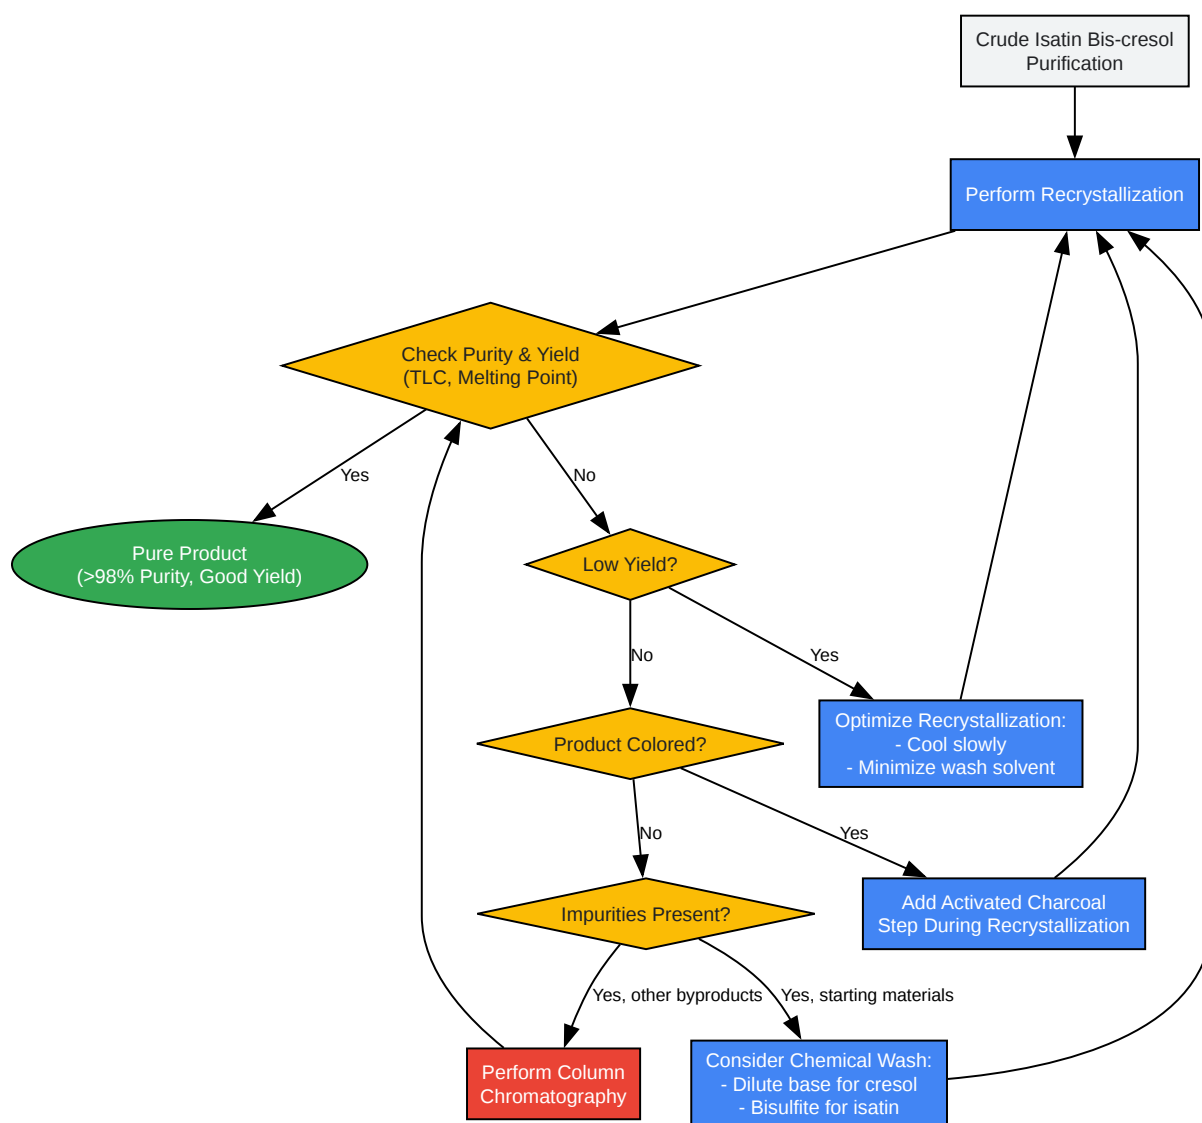 Crude Isatin Bis-cresol
Purification
Perform Recrystallization
Check Purity & Yield
(TLC, Melting Point)
Yes
No
Pure Product
(>98% Purity, Good Yield)
Low Yield?
No
Yes
Optimize Recrystallization:
- Cool slowly
- Minimize wash solvent
Product Colored?
No
Yes
Add Activated Charcoal
Step During Recrystallization
Impurities Present?
Yes, other byproducts
Yes, starting materials
Perform Column
Chromatography
Consider Chemical Wash:
- Dilute base for cresol
- Bisulfite for isatin